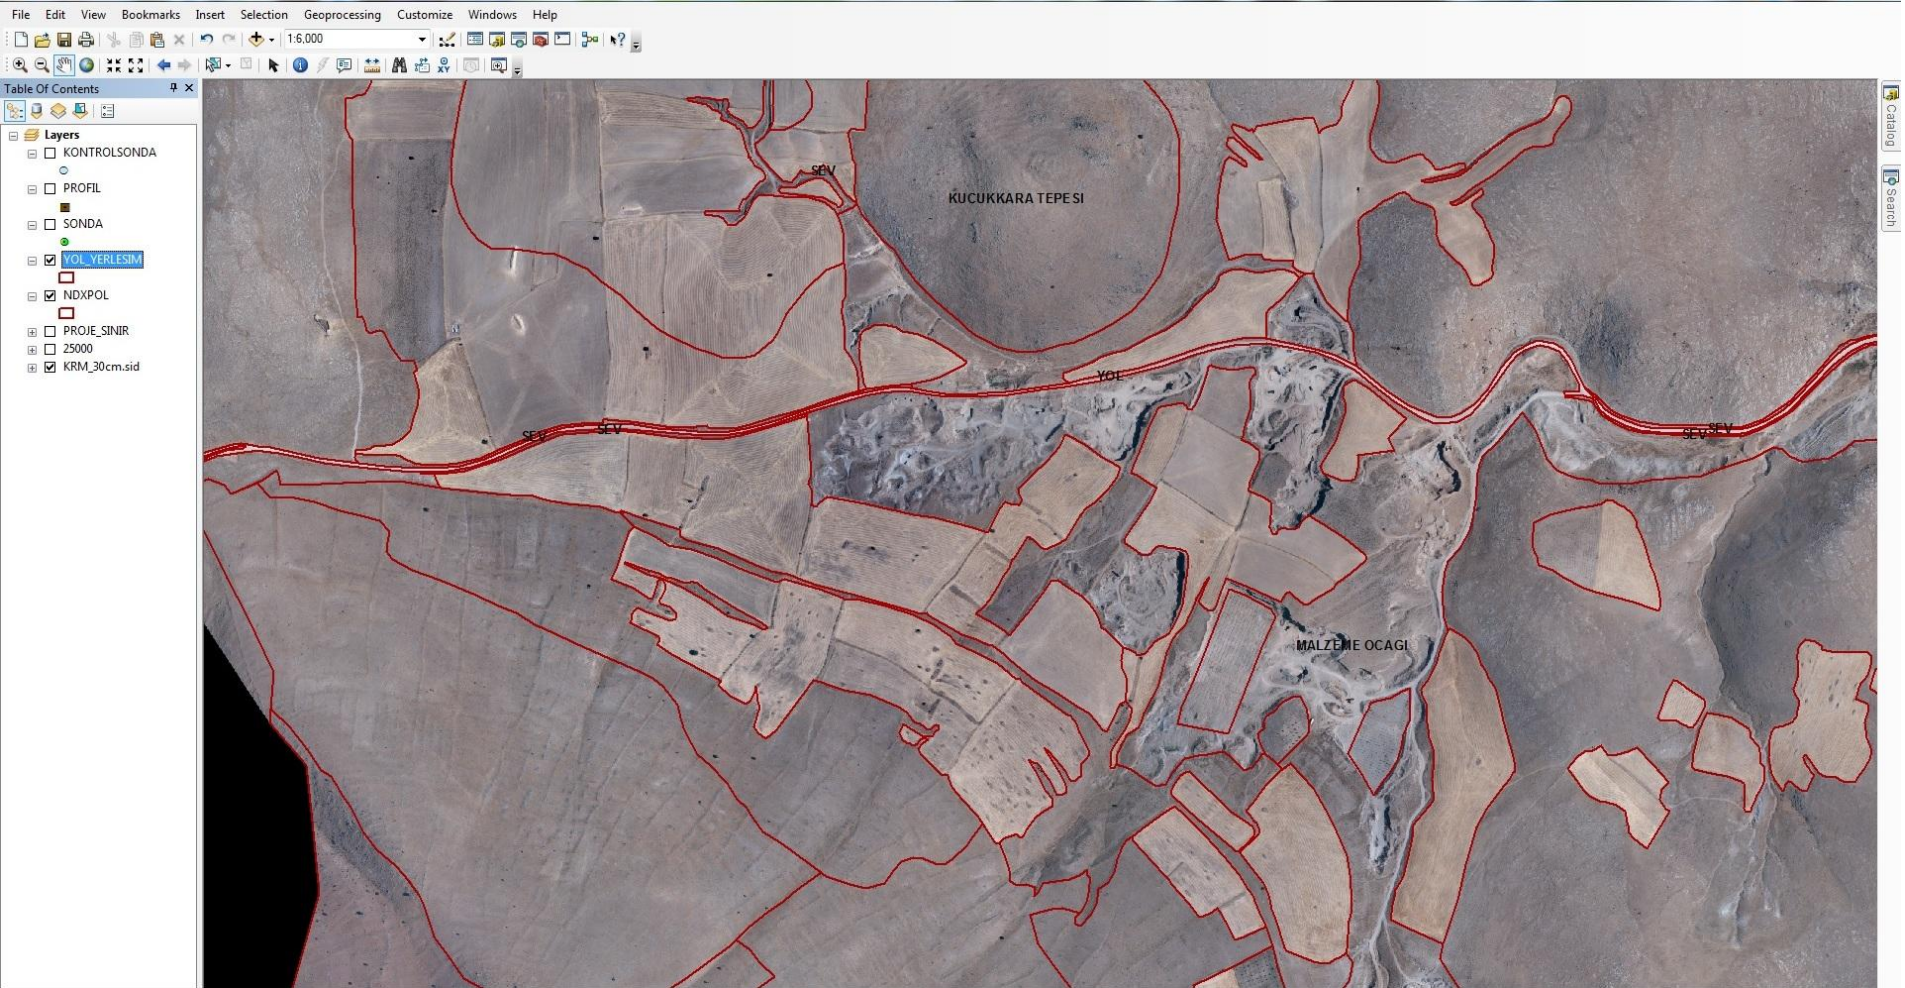 File Edit View Bookmarks Insert Selection Geoprocessing Customize Windows Help
1:6,000
Table Of Contents
Layers
KONTROLSONDA
PROFIL
SONDA
YOL_YERLESIM
NDXPOL
PROJE_SINIR
25000
KRM_30cm.sid
SEV
KUCUKKARA TEPESI
YOL
SEV
SEV
SEV
SEV
MALZEME OCAGI
Catalog
Search